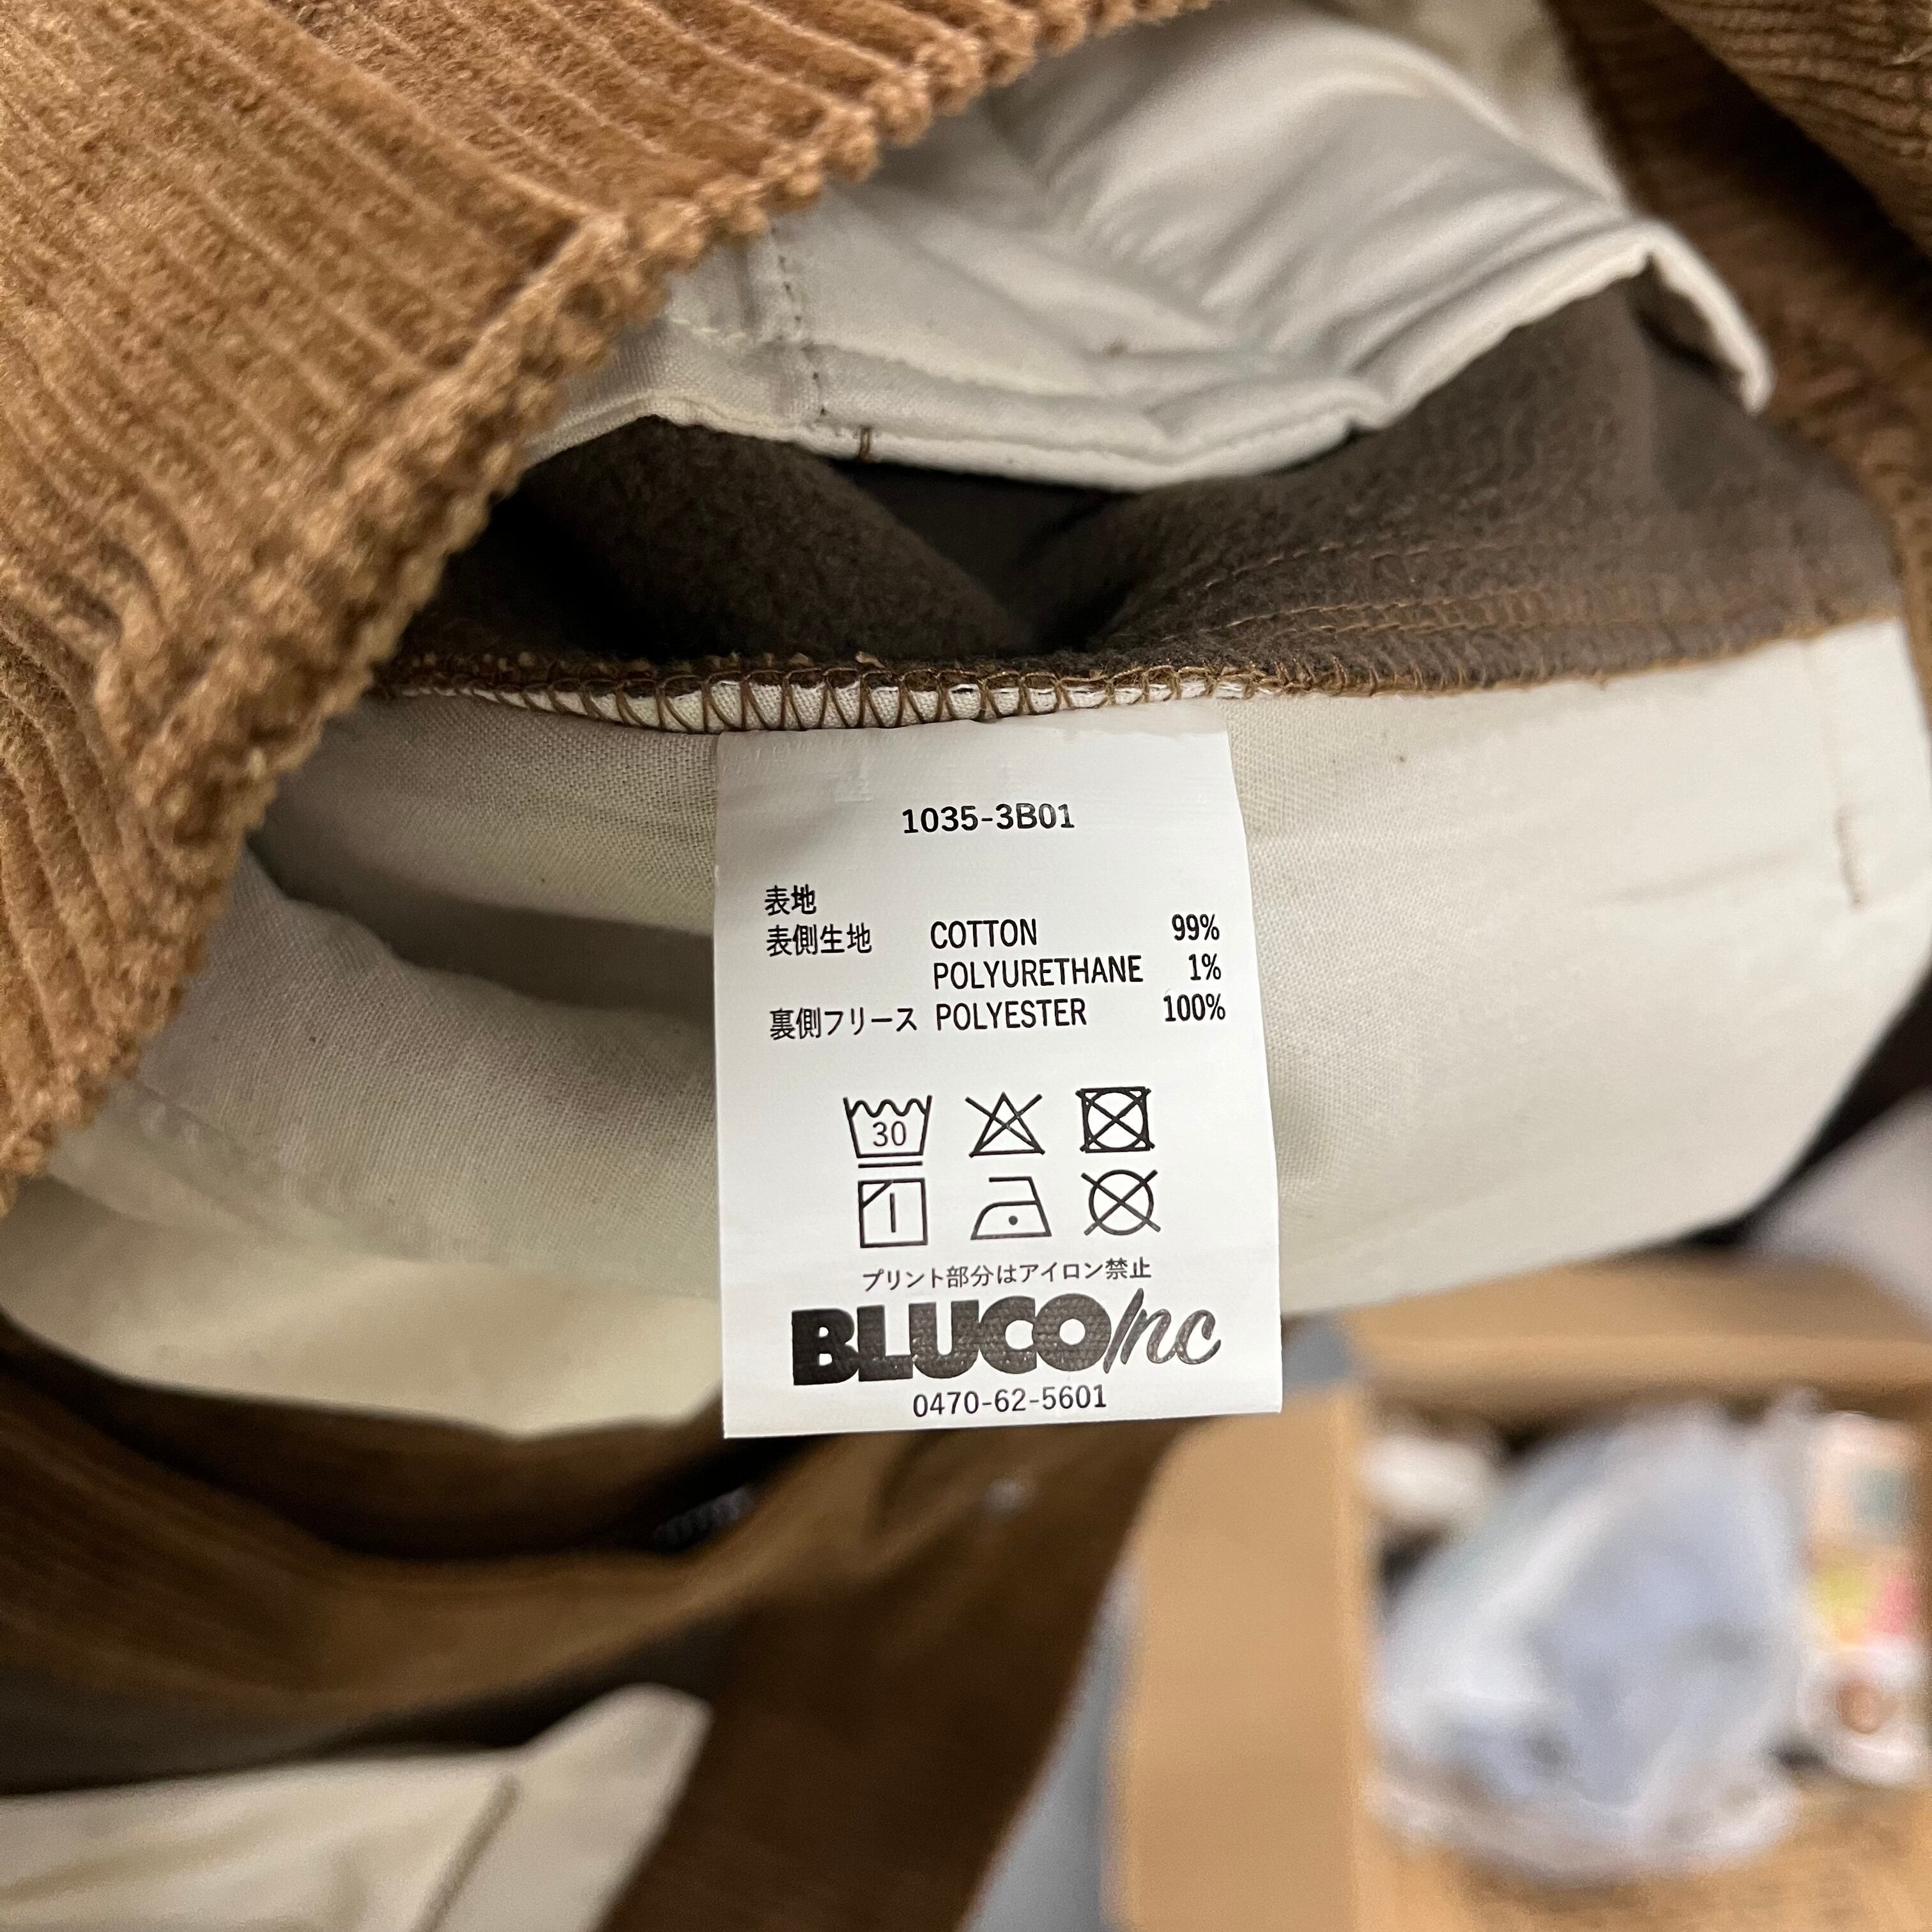 1035-3B01
表地
表側生地 COTTON 99%
POLYURETHANE 1%
裏側フリース POLYESTER 100%
30
プリント部分はアイロン禁止
BLUCO Inc
0470-62-5601